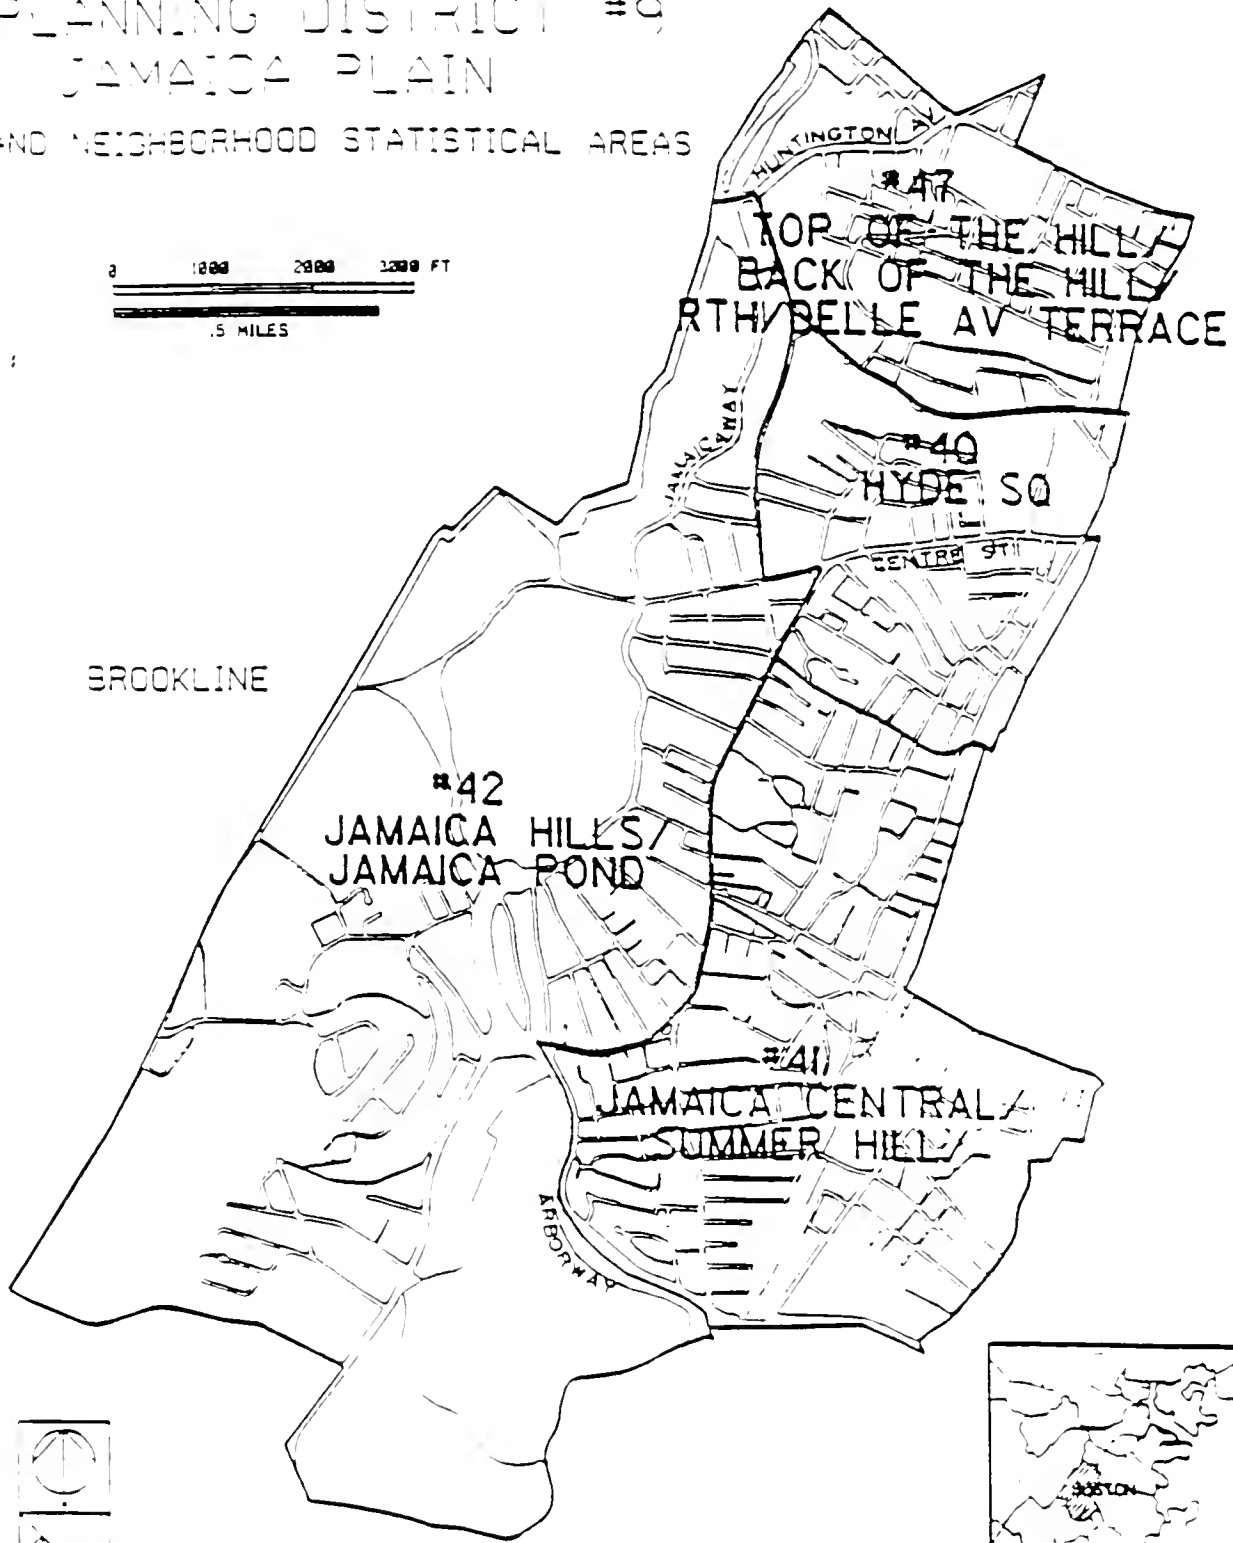 PLANNING DISTRICT #9
JAMAICA PLAIN
AND NEIGHBORHOOD STATISTICAL AREAS
0 1000 2000 3000 FT
.5 MILES
HUNTINGTON AV
#47
TOP OF THE HILL/
BACK OF THE HILL/
RTH/BELLE AV TERRACE
JAMAICAWAY
#40
HYDE SQ
CENTRE ST
BROOKLINE
#42
JAMAICA HILLS/
JAMAICA POND
#41
JAMAICA CENTRAL/
SUMMER HILL/
ARBORWAY
BOSTON